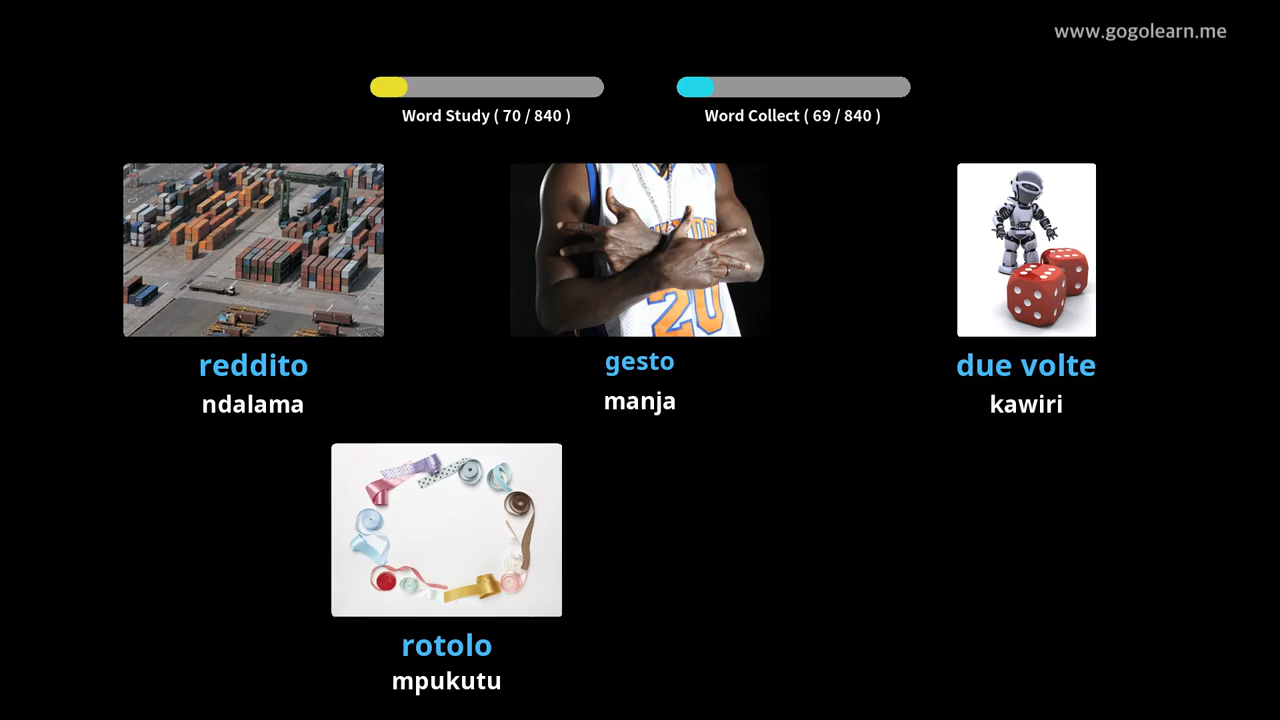 www.gogolearn.me
Word Study ( 70 / 840 )
Word Collect ( 69 / 840 )
20
reddito
gesto
due volte
ndalama
manja
kawiri
rotolo
mpukutu